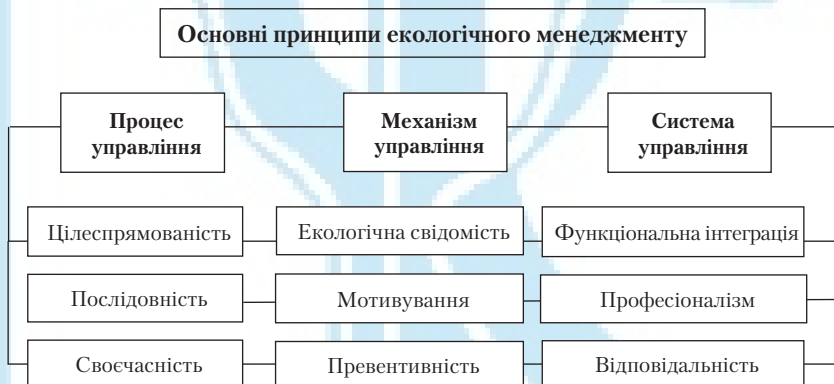 Основні принципи екологічного менеджменту
Процес
управління
Механізм
управління
Система
управління
Цілеспрямованість
Екологічна свідомість
Функціональна інтеграція
Послідовність
Мотивування
Професіоналізм
Своєчасність
Превентивність
Відповідальність